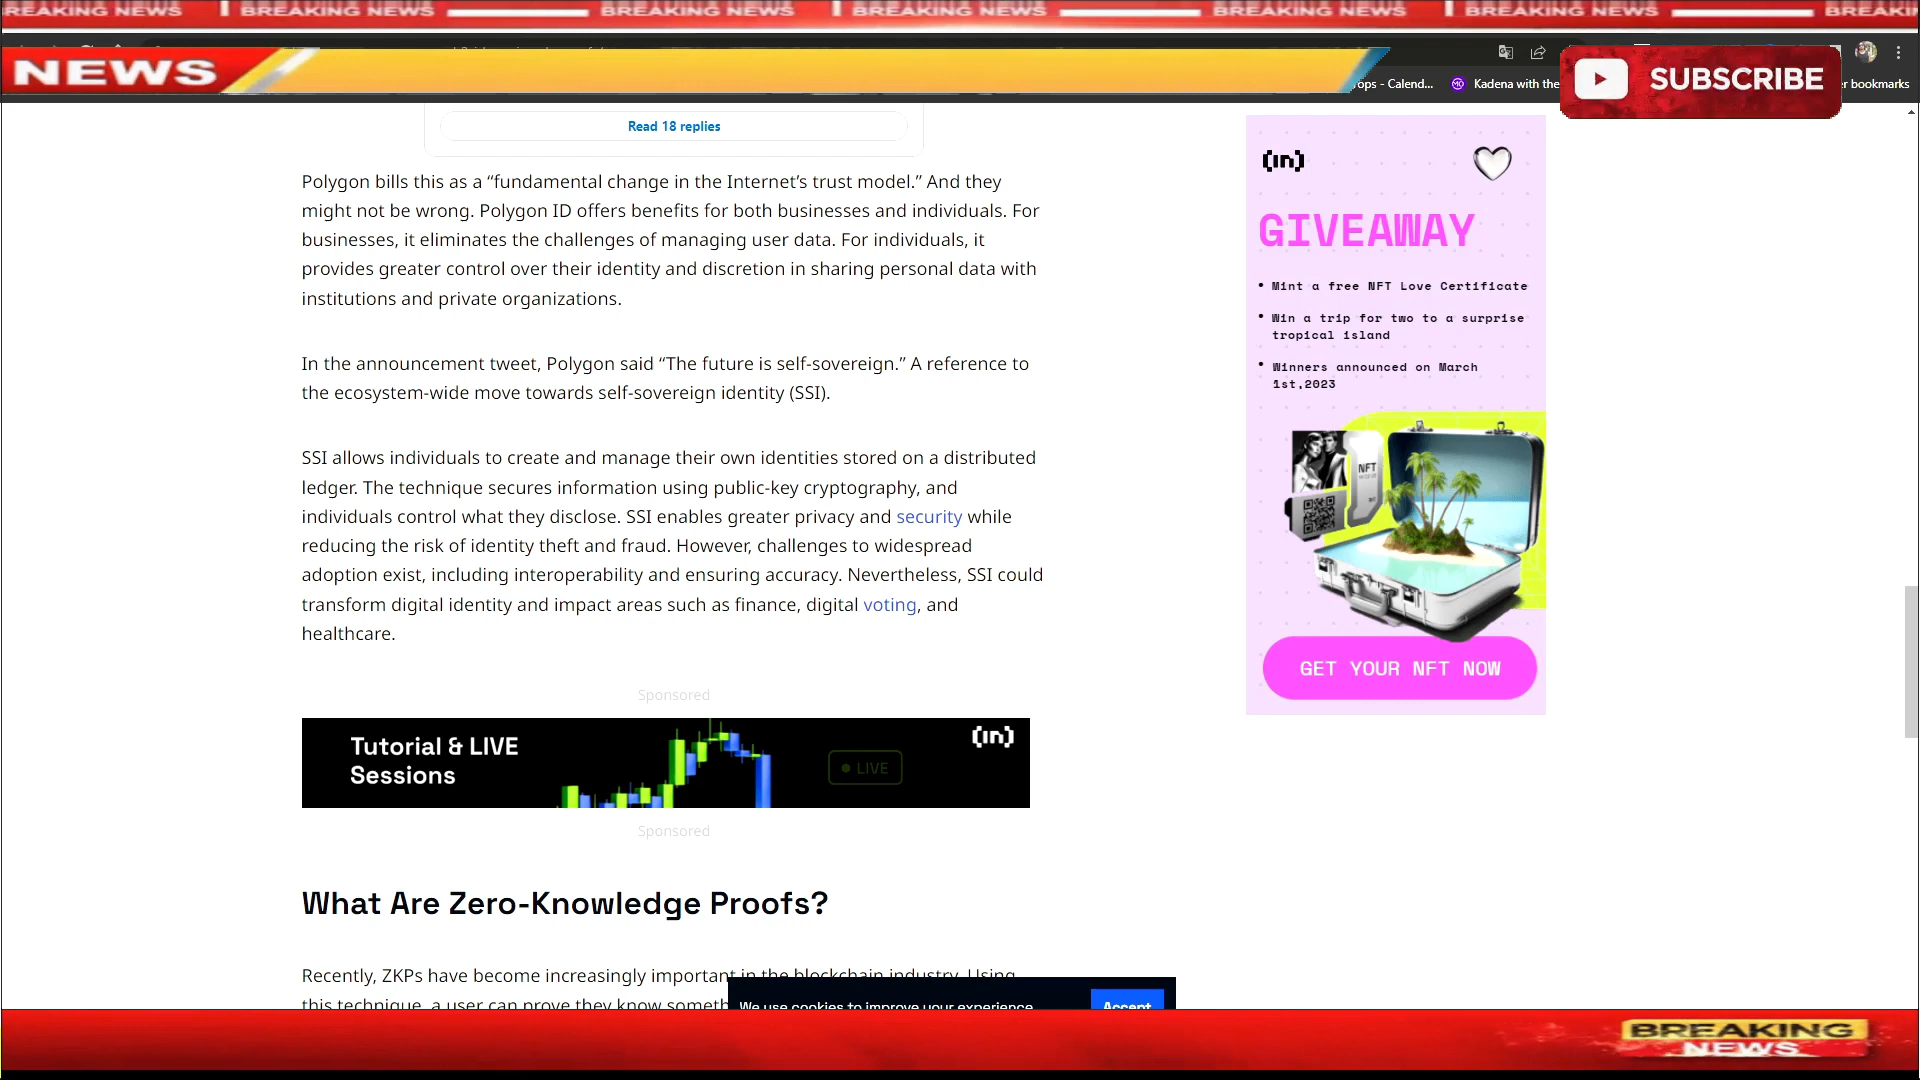 BREAKING NEWS BREAKING NEWS BREAKING NEWS BREAKING NEWS BREAKING NEWS BREAKING NEWS
NEWS
Calend...
Kadena with the
bookmarks
SUBSCRIBE
Read 18 replies
Polygon bills this as a “fundamental change in the Internet’s trust model.” And they
might not be wrong. Polygon ID offers benefits for both businesses and individuals. For
businesses, it eliminates the challenges of managing user data. For individuals, it
provides greater control over their identity and discretion in sharing personal data with
institutions and private organizations.
In the announcement tweet, Polygon said “The future is self-sovereign.” A reference to
the ecosystem-wide move towards self-sovereign identity (SSI).
SSI allows individuals to create and manage their own identities stored on a distributed
ledger. The technique secures information using public-key cryptography, and
individuals control what they disclose. SSI enables greater privacy and security while
reducing the risk of identity theft and fraud. However, challenges to widespread
adoption exist, including interoperability and ensuring accuracy. Nevertheless, SSI could
transform digital identity and impact areas such as finance, digital voting, and
healthcare.
Sponsored
Tutorial & LIVE
Sessions
LIVE
(in)
Sponsored
What Are Zero-Knowledge Proofs?
Recently, ZKPs have become increasingly important in the blockchain industry. Using
this technique, a user can prove they know
We use cookies to improve your experience
Accept
(in)
GIVEAWAY
• Mint a free NFT Love Certificate
• Win a trip for two to a surprise
tropical island
• Winners announced on March
1st,2023
NFT
GET YOUR NFT NOW
BREAKING
NEWS